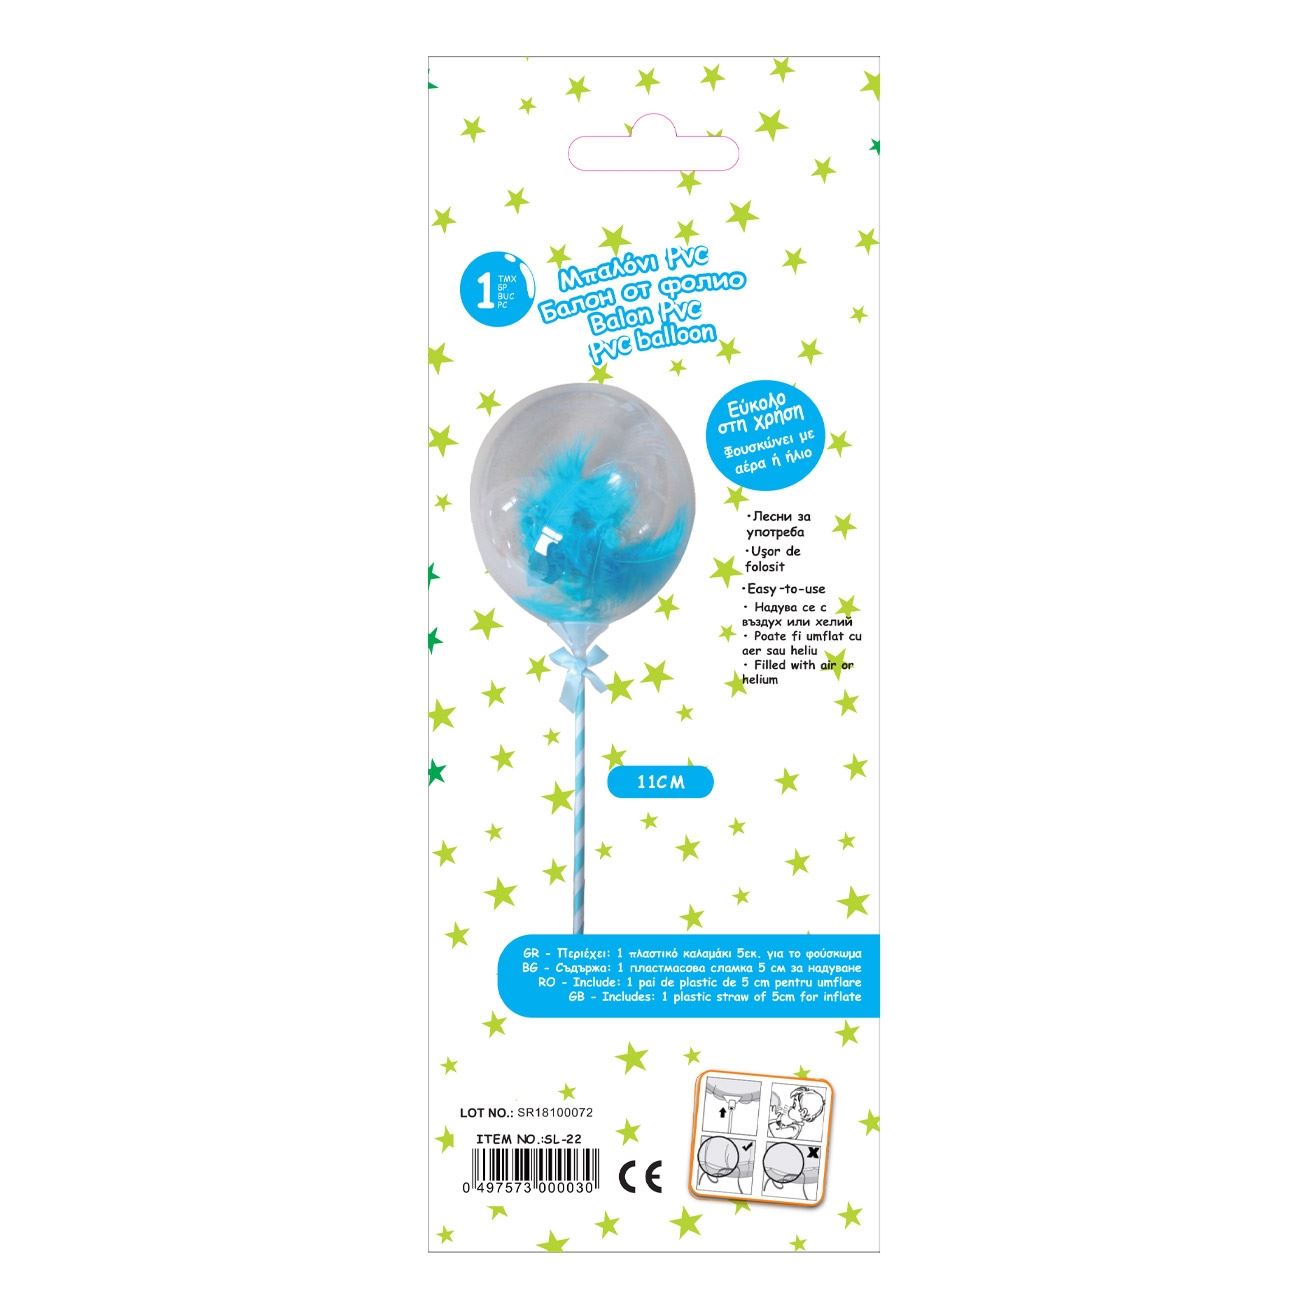 1 ΤΜΧ
БР
BUC
PC
Μπαλόνι PVC
Балон от фолио
Balon PVC
PVC balloon
Εύκολο
στη χρήση
Φουσκώνει με
αέρα ή ήλιο
•Лесни за
употреба
•Uşor de
folosit
•Easy-to-use
• Надува се с
въздух или хелий
• Poate fi umflat cu
aer sau heliu
• Filled with air or
helium
11CM
GR - Περιέχει: 1 πλαστικό καλαμάκι 5εκ. για το φούσκωμα
BG - Съдържа: 1 пластмасова сламка 5 см за надуване
RO - Include: 1 pai de plastic de 5 cm pentru umflare
GB - Includes: 1 plastic straw of 5cm for inflate
LOT NO.: SR18100072
ITEM NO.:SL-22
0 497573 000030
CE